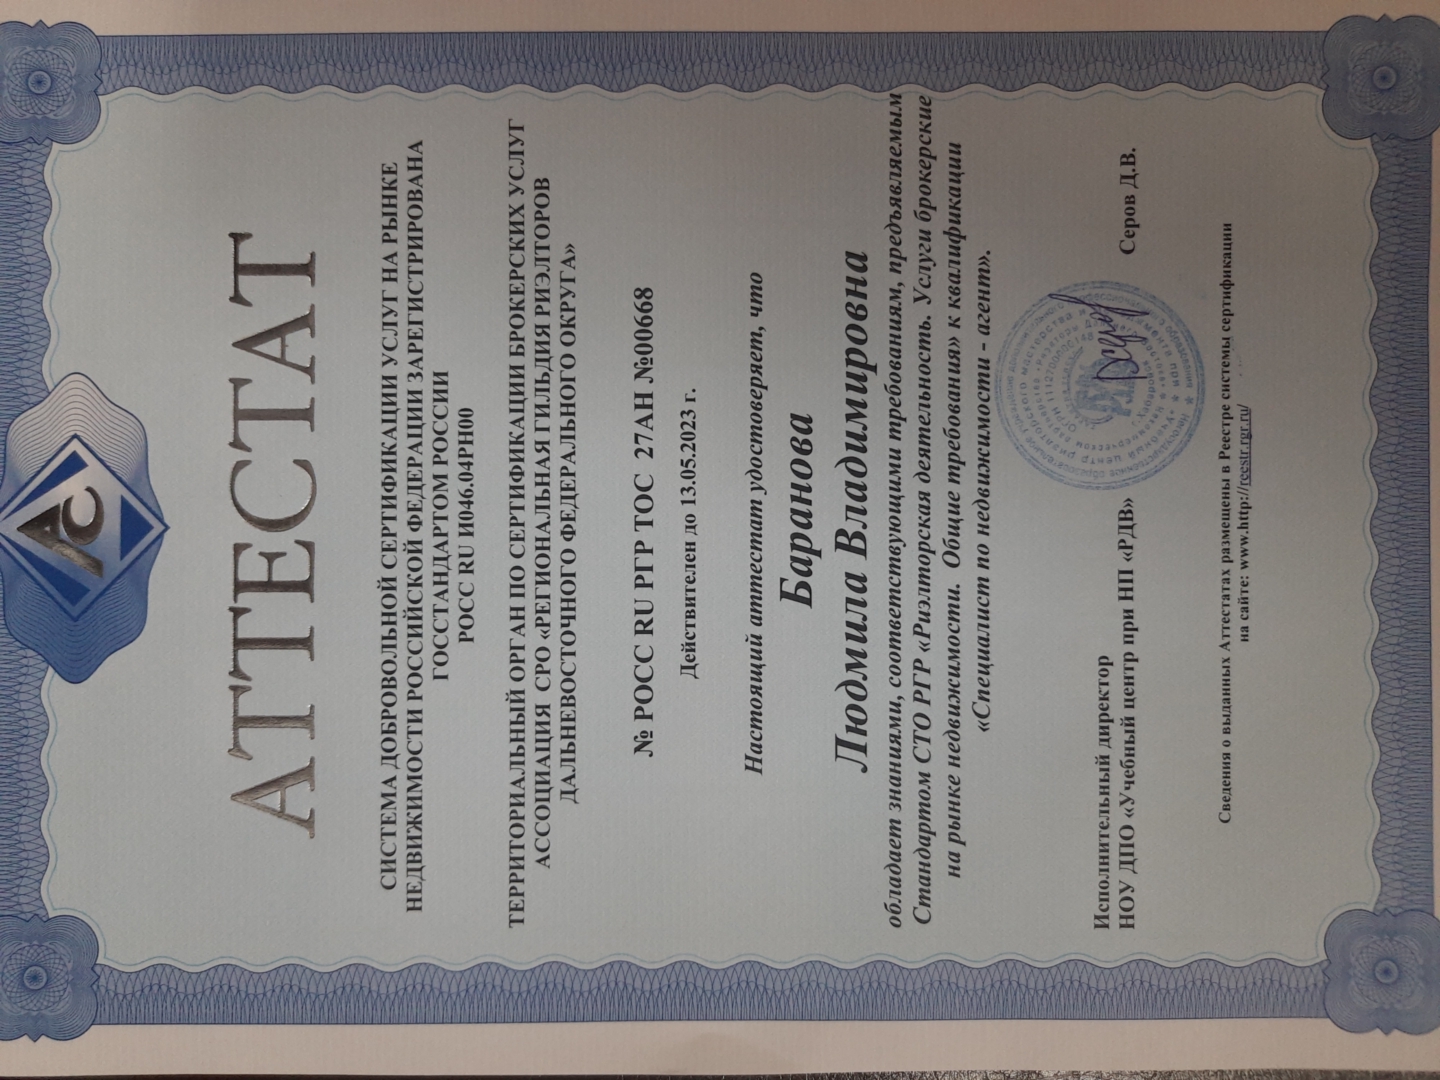 АС
АТТЕСТАТ
СИСТЕМА ДОБРОВОЛЬНОЙ СЕРТИФИКАЦИИ УСЛУГ НА РЫНКЕ
НЕДВИЖИМОСТИ РОССИЙСКОЙ ФЕДЕРАЦИИ ЗАРЕГИСТРИРОВАНА
ГОССТАНДАРТОМ РОССИИ
РОСС RU И046.04РН00
ТЕРРИТОРИАЛЬНЫЙ ОРГАН ПО СЕРТИФИКАЦИИ БРОКЕРСКИХ УСЛУГ
АССОЦИАЦИЯ СРО «РЕГИОНАЛЬНАЯ ГИЛЬДИЯ РИЭЛТОРОВ
ДАЛЬНЕВОСТОЧНОГО ФЕДЕРАЛЬНОГО ОКРУГА»
№ РОСС RU РГР ТОС 27АН №00668
Действителен до 13.05.2023 г.
Настоящий аттестат удостоверяет, что
Баранова
Людмила Владимировна
обладает знаниями, соответствующими требованиям, предъявляемым
Стандартом СТО РГР «Риэлторская деятельность. Услуги брокерские
на рынке недвижимости. Общие требования» к квалификации
«Специалист по недвижимости - агент».
Исполнительный директор
НОУ ДПО «Учебный центр при НП «РДВ» Серов Д.В.
Сведения о выданных Аттестатах размещены в Реестре системы сертификации
на сайте: www.http://reestr.rgr.ru/